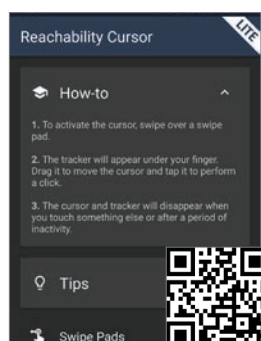 Reachability Cursor
LITE
How-to
1. To activate the cursor, swipe over a swipe
pad.
2. The tracker will appear under your finger.
Drag it to move the cursor and tap it to perform
a click.
3. The cursor and tracker will disappear when
you touch something else or after a period of
inactivity.
Tips
Swipe Pads